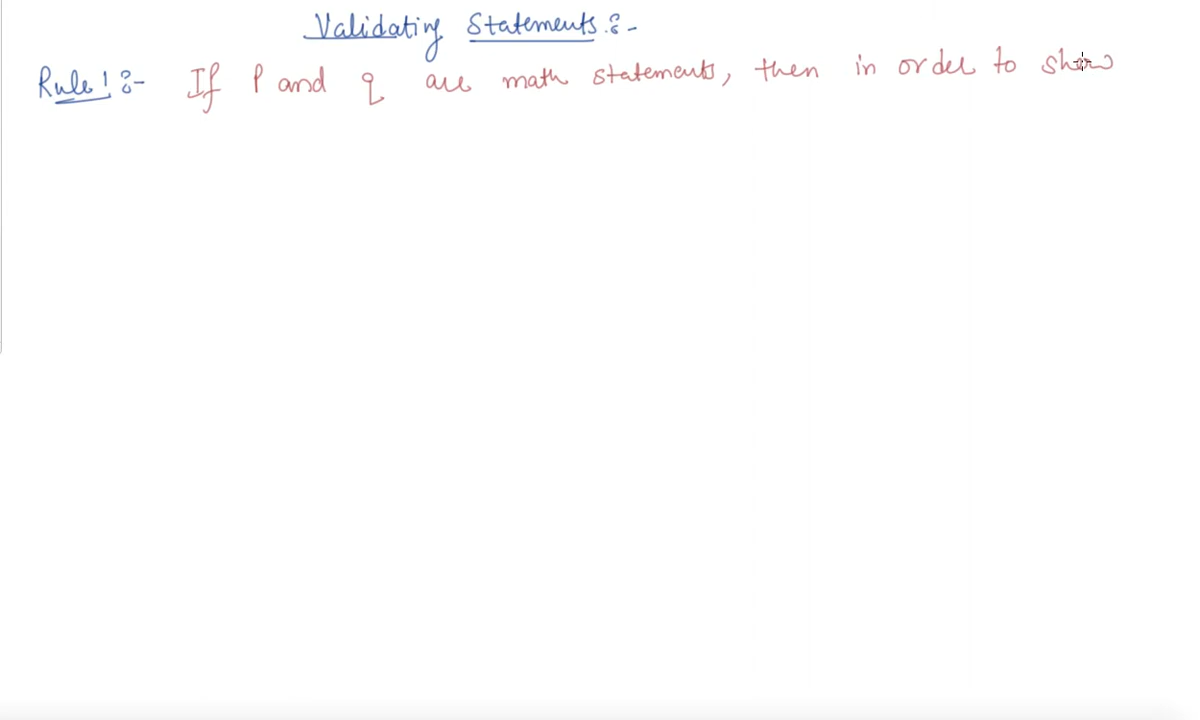 Validating Statements :-
Rule 1 :- If p and q are math statements, then in order to show